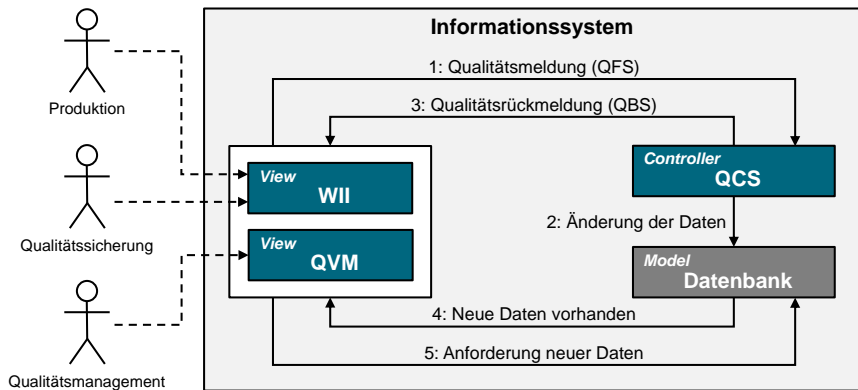 Informationssystem
1: Qualitätsmeldung (QFS)
Produktion
3: Qualitätsrückmeldung (QBS)
View
WII
Controller
QCS
2: Änderung der Daten
Qualitätssicherung
View
QVM
Model
Datenbank
4: Neue Daten vorhanden
5: Anforderung neuer Daten
Qualitätsmanagement